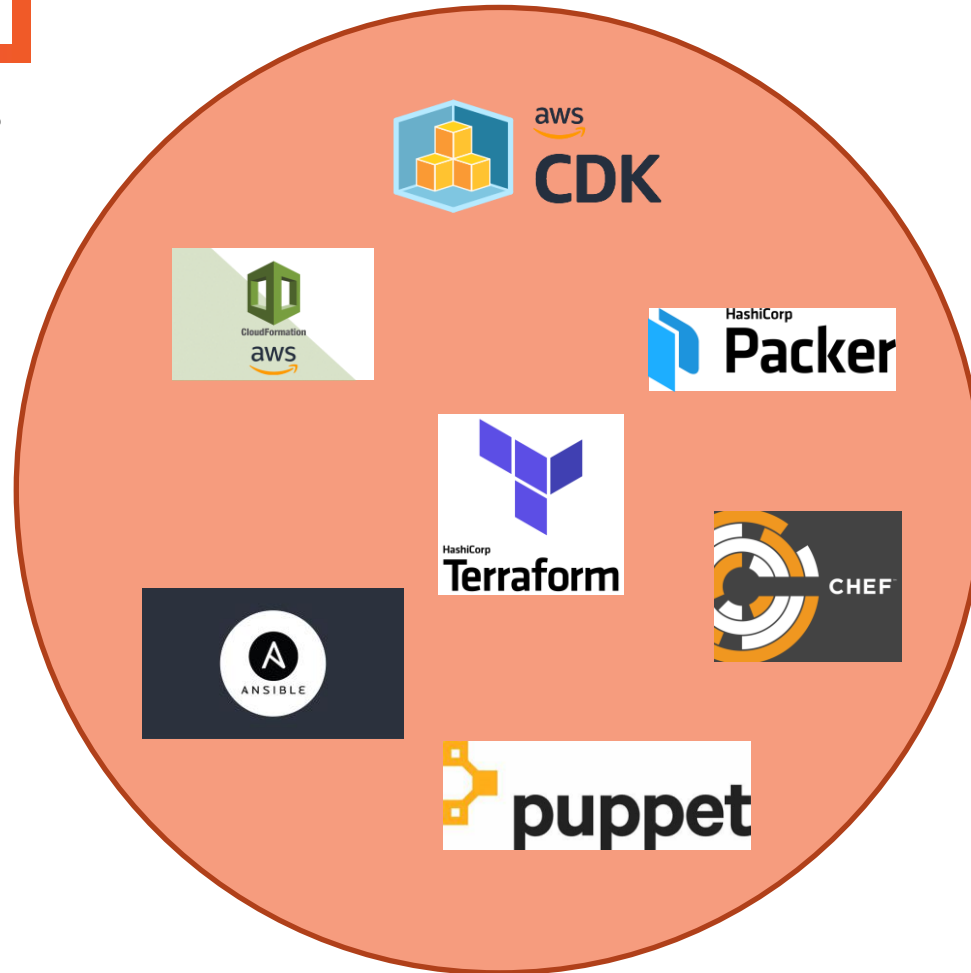 aws
CDK
CloudFormation
aws
HashiCorp
Packer
HashiCorp
Terraform
CHEF
ANSIBLE
puppet